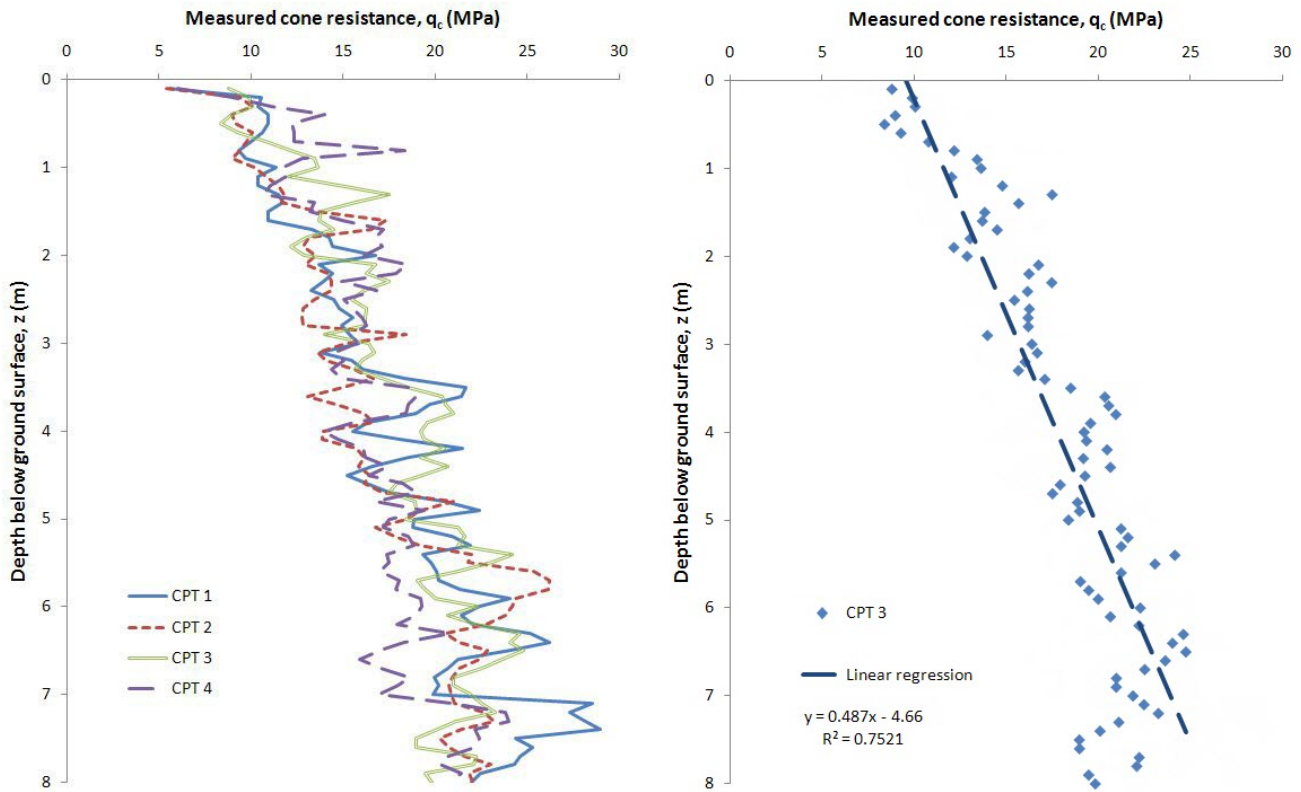 Measured cone resistance, qc (MPa)
0 5 10 15 20 25 30
0
1
2
3
4
5
6
7
8
Depth below ground surface, z (m)
CPT 1
CPT 2
CPT 3
CPT 4
Measured cone resistance, qc (MPa)
0 5 10 15 20 25 30
0
1
2
3
4
5
6
7
8
Depth below ground surface, z (m)
CPT 3
Linear regression
y = 0.487x - 4.66
R² = 0.7521